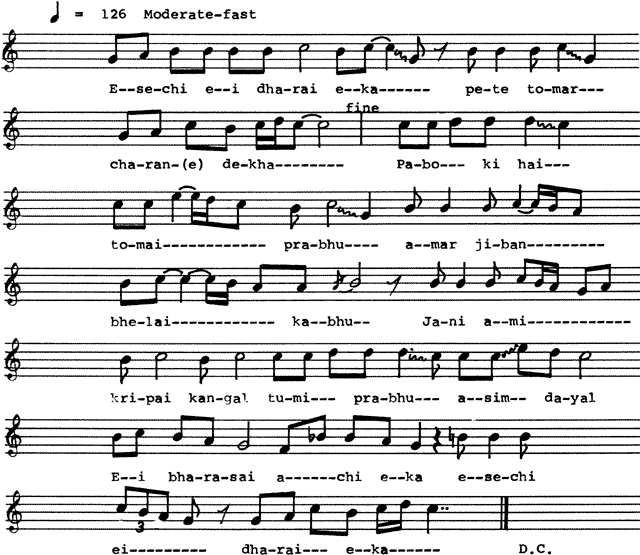 = 126 Moderate-fast
E--se-chi e--i dha-rai e--ka------ pe-te to-mar---
fine
cha-ran-(e) de-kha-------- Pa-bo--- ki hai---
to-mai------------- pra-bhu---- a--mar ji-ban----------
bhe-lai------------ ka--bhu-- Ja-ni a--mi-------------
kri-pai kan-gal tu-mi--- pra-bhu--- a--sim-- da-yal
E--i bha-ra-sai a------chi e--ka e--se-chi
3
ei--------- dha-rai--- e--ka------- D.C.